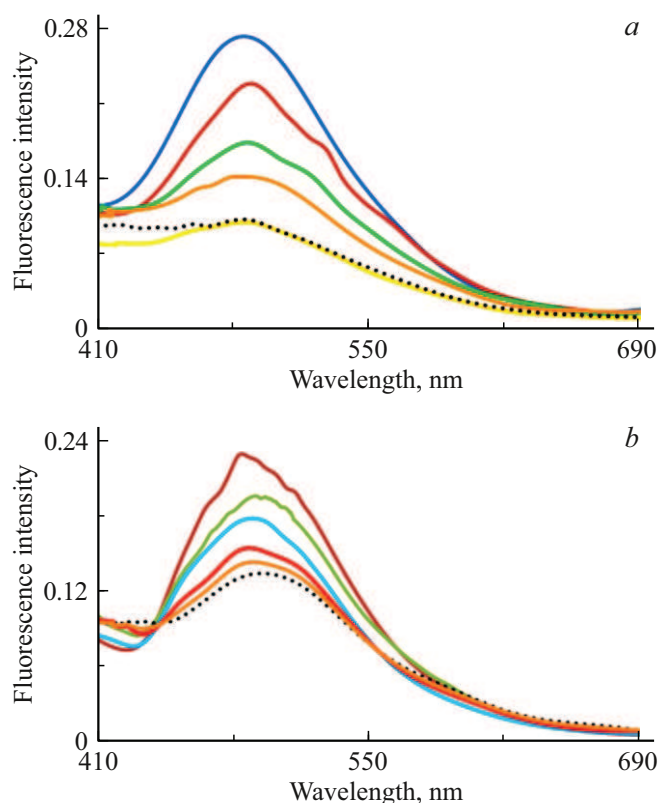 a
0.28
0.14
0
Fluorescence intensity
410
550
690
Wavelength, nm
b
0.24
0.12
0
Fluorescence intensity
410
550
690
Wavelength, nm